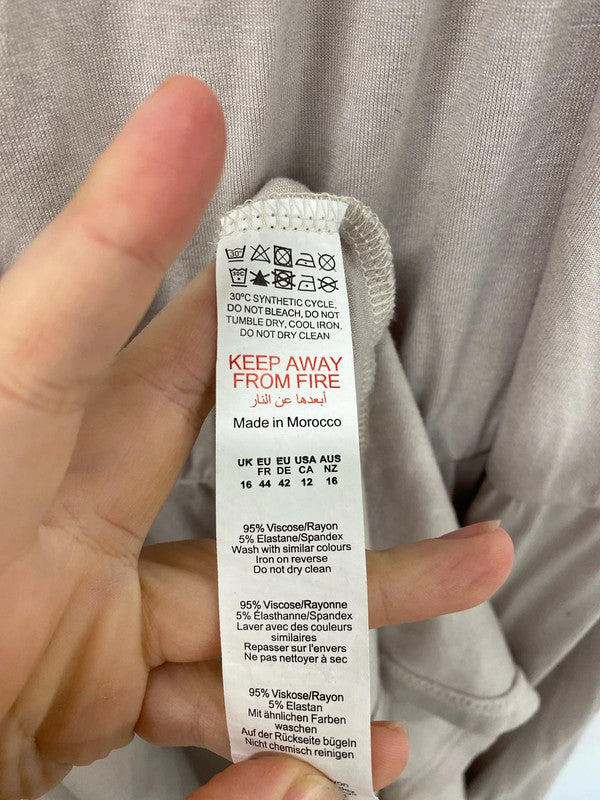 30°
30°C SYNTHETIC CYCLE,
DO NOT BLEACH, DO NOT
TUMBLE DRY, COOL IRON.
DO NOT DRY CLEAN
KEEP AWAY
FROM FIRE
أبعدها عن النار
Made in Morocco
UK EU EU USA AUS
FR DE CA NZ
16 44 42 12 16
95% Viscose/Rayon
5% Elastane/Spandex
Wash with similar colours
Iron on reverse
Do not dry clean
95% Viscose/Rayonne
5% Élasthanne/Spandex
Laver avec des couleurs
similaires
Repasser sur l'envers
Ne pas nettoyer à sec
95% Viskose/Rayon
5% Elastan
Mit ähnlichen Farben
waschen
Auf der Rückseite bügeln
Nicht chemisch reinigen